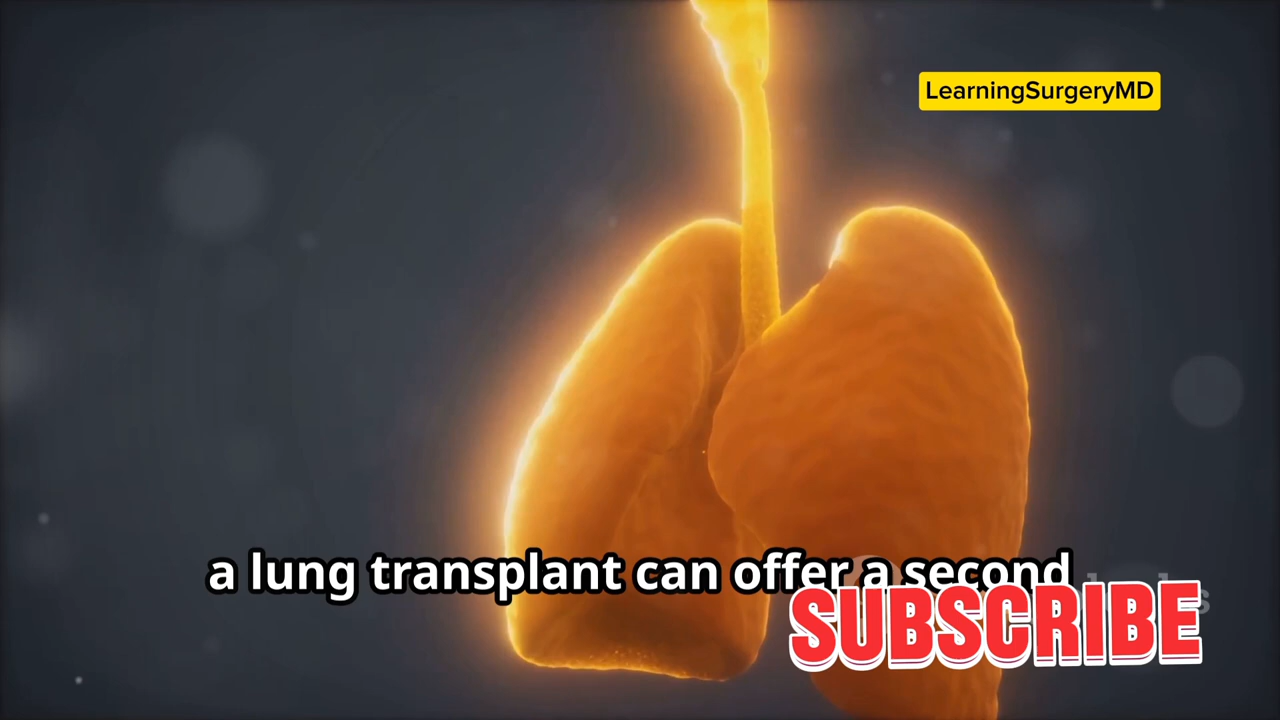 LearningSurgeryMD
a lung transplant can offer a second
SUBSCRIBE